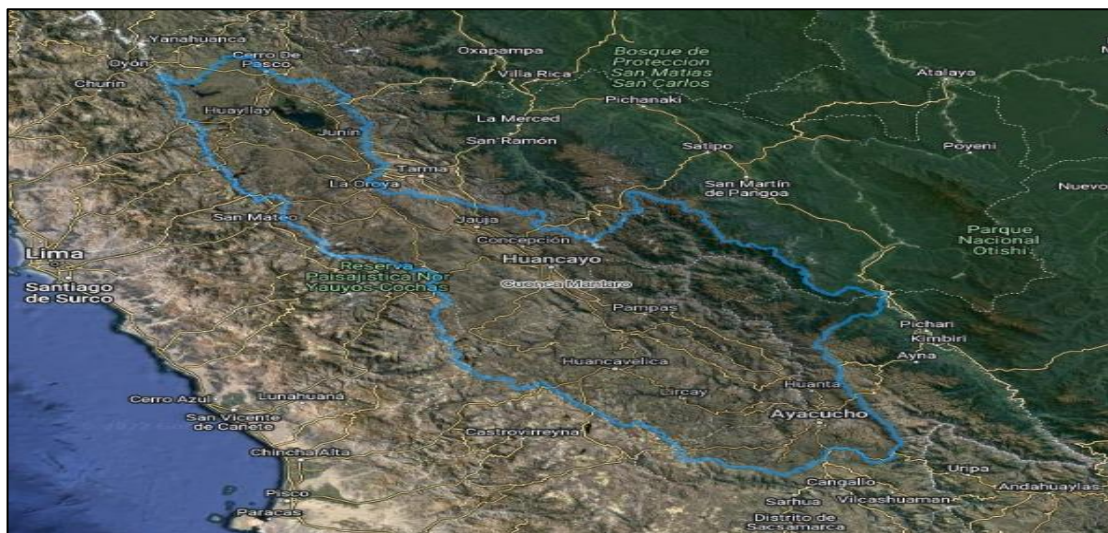 Yanahuanca
Oxapampa
Oyón
Cerro De
Pasco
Bosque de
Protección
San Matías
San Carlos
Villa Rica
Atalaya
Churín
Huayllay
Pichanaki
La Merced
Junín
San Ramón
Satipo
Poyeni
Tarma
La Oroya
San Martín
de Pangoa
Nuevo
San Mateo
Jauja
Concepción
Parque
Nacional
Otishi
Lima
Huancayo
Santiago
de Surco
Reserva
Paisajística Nor
Yauyos-Cochas
Cuenca Mantaro
Pampas
Pichari
Kimbiri
Ayna
Huancavelica
Huanta
Lircay
Cerro Azul
Lunahuana
San Vicente
de Cañete
Ayacucho
Castrovirreyna
Chincha Alta
Uripa
Cangallo
Andahuaylas
Pisco
Sarhua
Vilcashuaman
Paracas
Distrito de
Sacsamarca